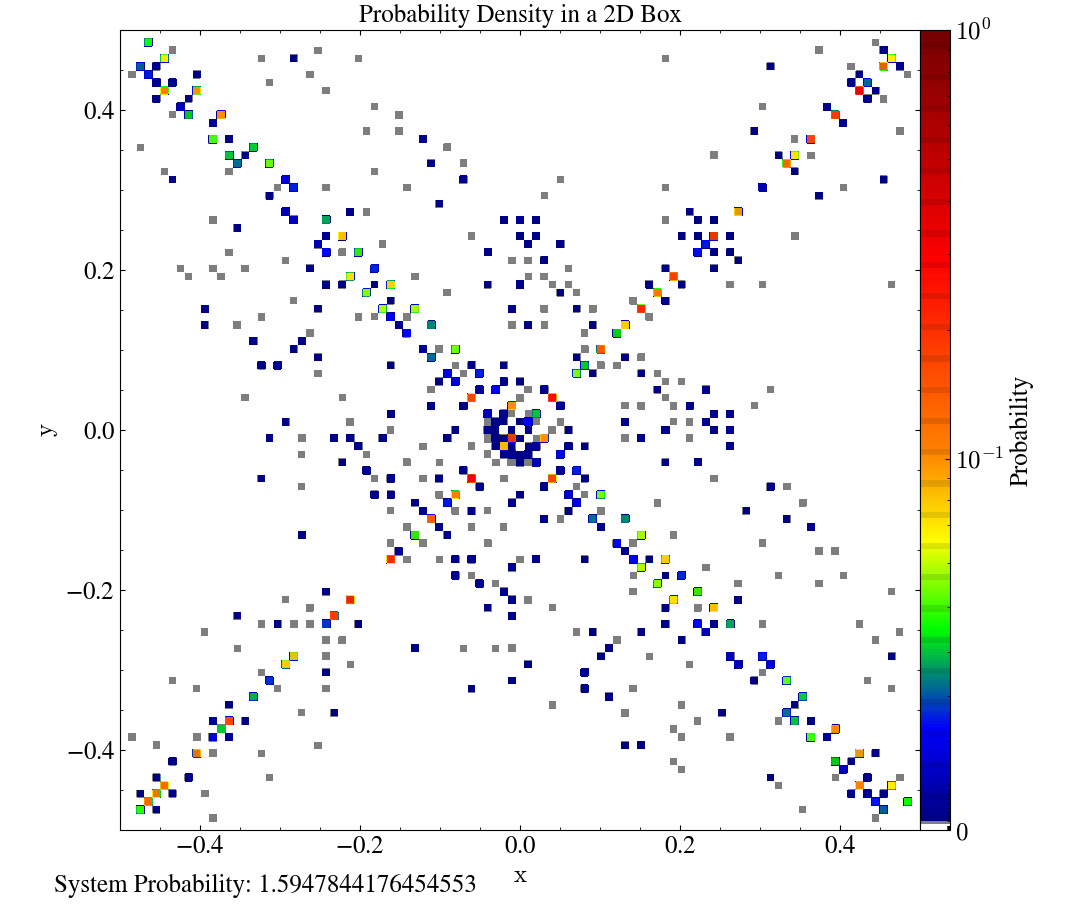 Probability Density in a 2D Box
10⁰
0.4
0.2
y
0.0
10⁻¹
Probability
−0.2
−0.4
0
−0.4 −0.2 0.0 0.2 0.4
x
System Probability: 1.5947844176454553